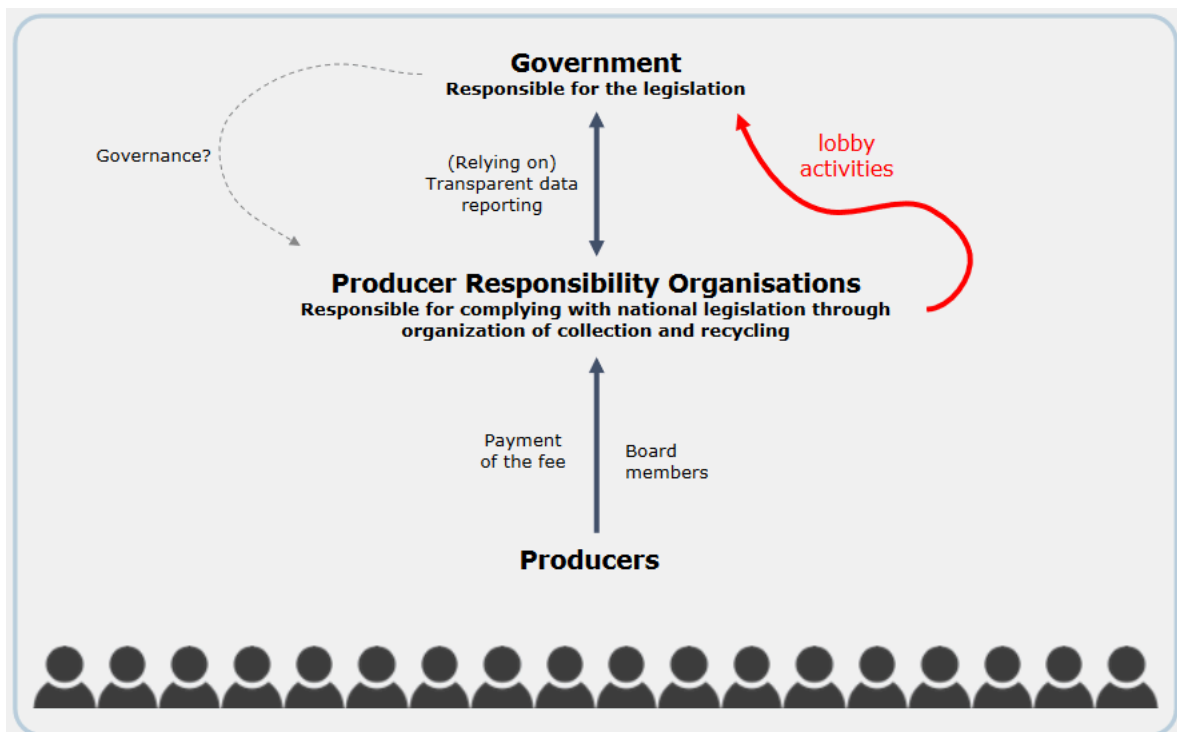 Government
Responsible for the legislation
Governance?
(Relying on)
Transparent data
reporting
lobby
activities
Producer Responsibility Organisations
Responsible for complying with national legislation through
organization of collection and recycling
Payment
of the fee
Board
members
Producers